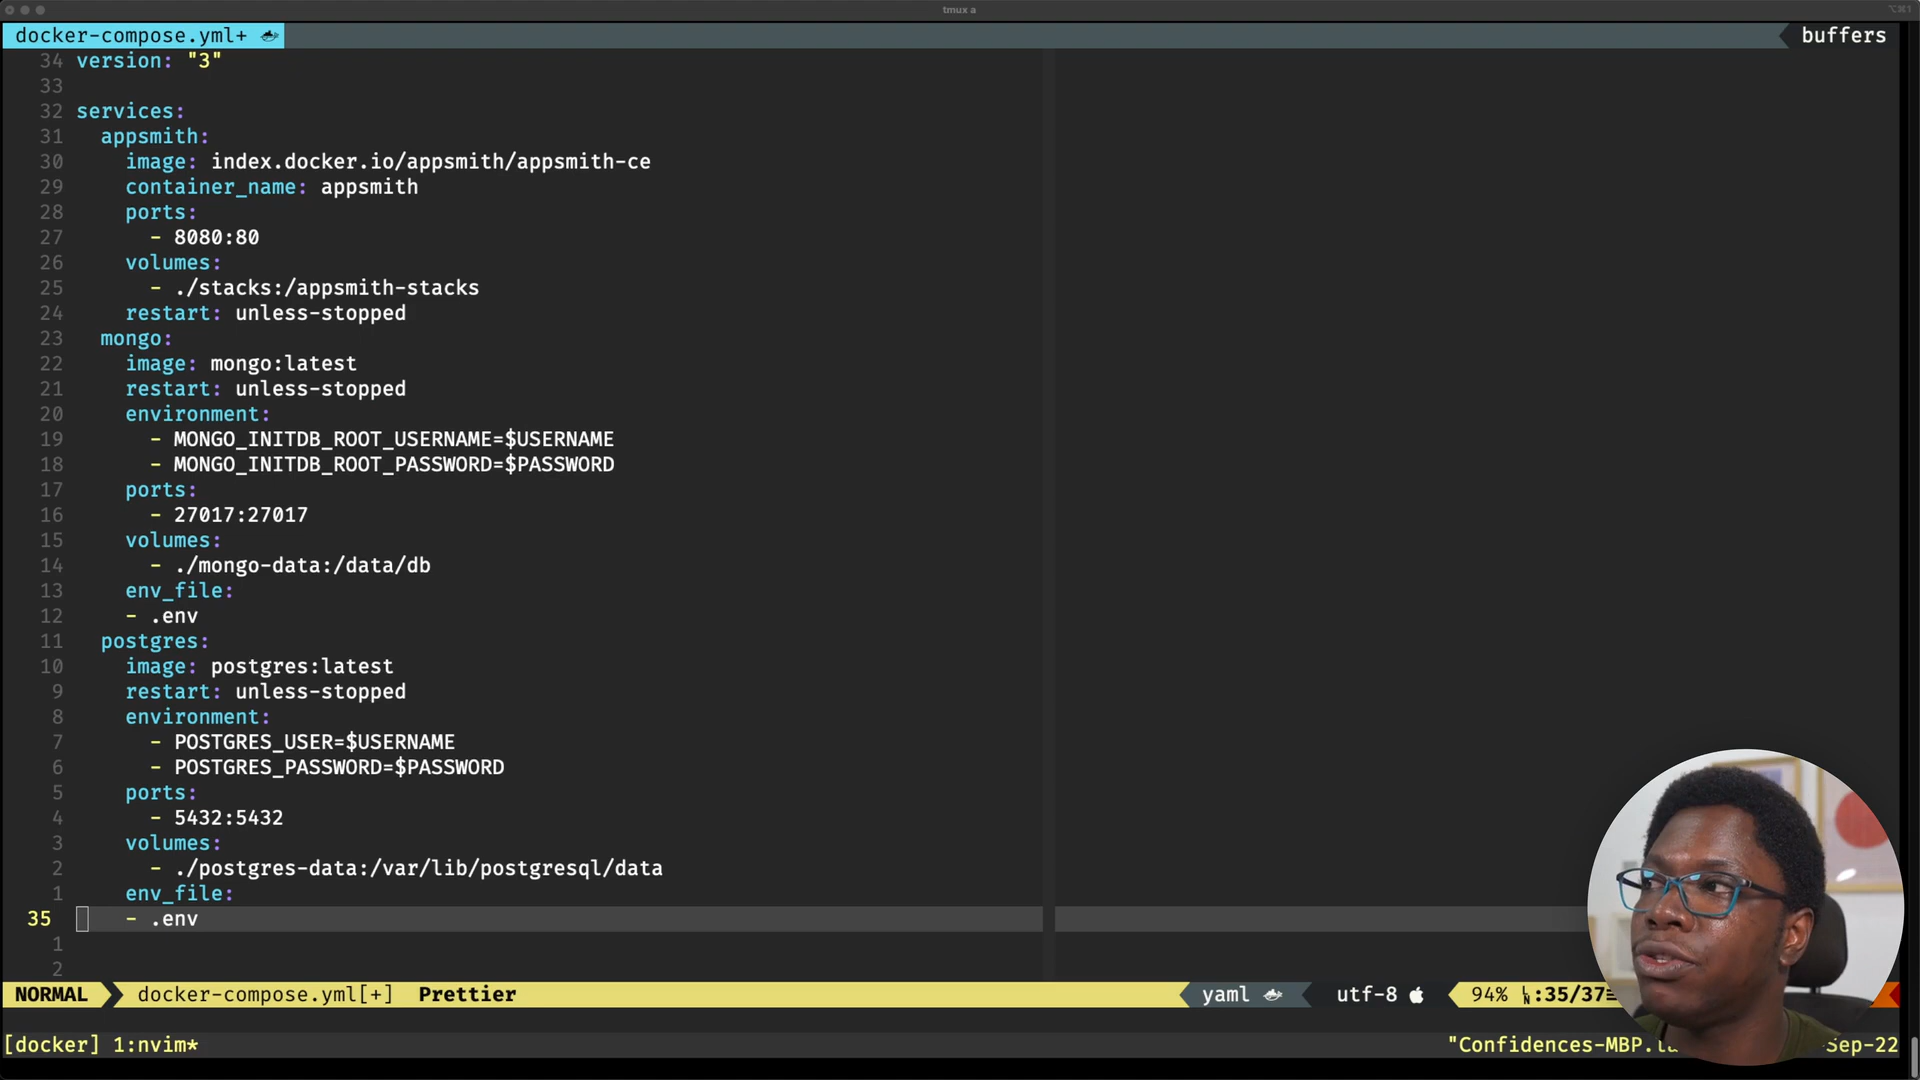 tmux a
⌥⌘1
docker-compose.yml+ buffers
34 version: "3"
33
32 services:
31 appsmith:
30 image: index.docker.io/appsmith/appsmith-ce
29 container_name: appsmith
28 ports:
27 - 8080:80
26 volumes:
25 - ./stacks:/appsmith-stacks
24 restart: unless-stopped
23 mongo:
22 image: mongo:latest
21 restart: unless-stopped
20 environment:
19 - MONGO_INITDB_ROOT_USERNAME=$USERNAME
18 - MONGO_INITDB_ROOT_PASSWORD=$PASSWORD
17 ports:
16 - 27017:27017
15 volumes:
14 - ./mongo-data:/data/db
13 env_file:
12 - .env
11 postgres:
10 image: postgres:latest
9 restart: unless-stopped
8 environment:
7 - POSTGRES_USER=$USERNAME
6 - POSTGRES_PASSWORD=$PASSWORD
5 ports:
4 - 5432:5432
3 volumes:
2 - ./postgres-data:/var/lib/postgresql/data
1 env_file:
35 - .env
1
2
NORMAL docker-compose.yml[+] Prettier yaml utf-8 94% :35/37
[docker] 1:nvim* "Confidences-MBP. Sep-22